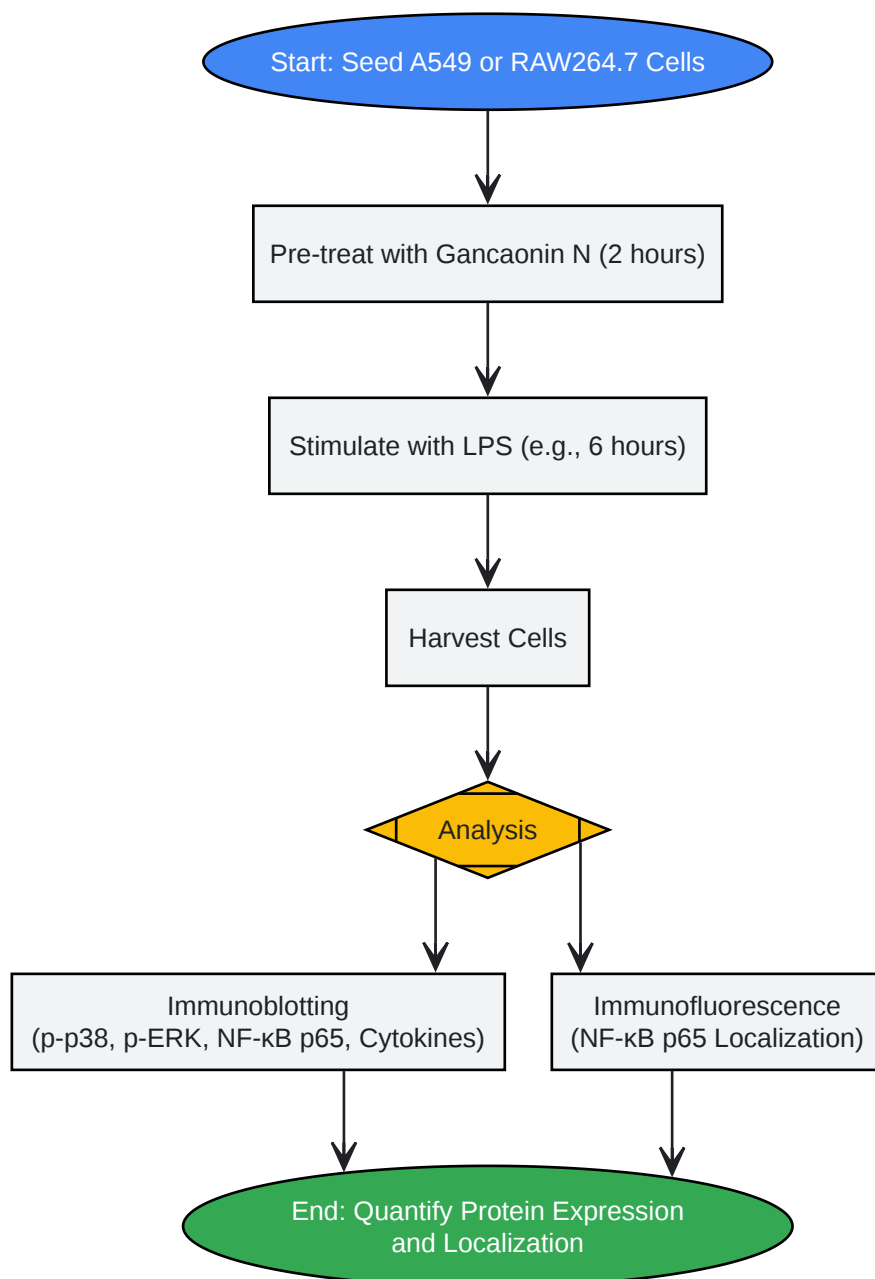 Start: Seed A549 or RAW264.7 Cells
Pre-treat with Gancaonin N (2 hours)
Stimulate with LPS (e.g., 6 hours)
Harvest Cells
Analysis
Immunoblotting
(p-p38, p-ERK, NF-κB p65, Cytokines)
Immunofluorescence
(NF-κB p65 Localization)
End: Quantify Protein Expression
and Localization